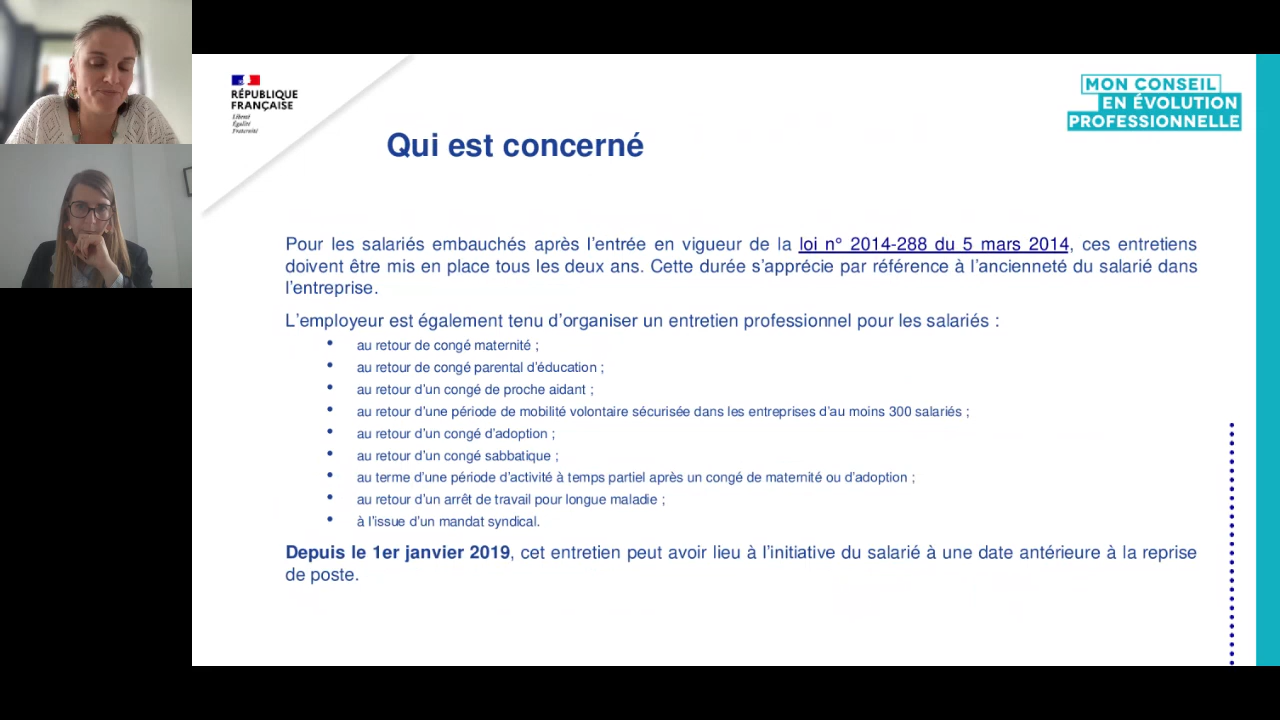 RÉPUBLIQUE
FRANÇAISE
Liberté
Égalité
Fraternité
MON CONSEIL
EN ÉVOLUTION
PROFESSIONNELLE
Qui est concerné
Pour les salariés embauchés après l’entrée en vigueur de la loi n° 2014-288 du 5 mars 2014, ces entretiens
doivent être mis en place tous les deux ans. Cette durée s’apprécie par référence à l’ancienneté du salarié dans
l’entreprise.
L’employeur est également tenu d’organiser un entretien professionnel pour les salariés :
• au retour de congé maternité ;
• au retour de congé parental d’éducation ;
• au retour d’un congé de proche aidant ;
• au retour d’une période de mobilité volontaire sécurisée dans les entreprises d’au moins 300 salariés ;
• au retour d’un congé d’adoption ;
• au retour d’un congé sabbatique ;
• au terme d’une période d’activité à temps partiel après un congé de maternité ou d’adoption ;
• au retour d’un arrêt de travail pour longue maladie ;
• à l’issue d’un mandat syndical.
Depuis le 1er janvier 2019, cet entretien peut avoir lieu à l’initiative du salarié à une date antérieure à la reprise
de poste.